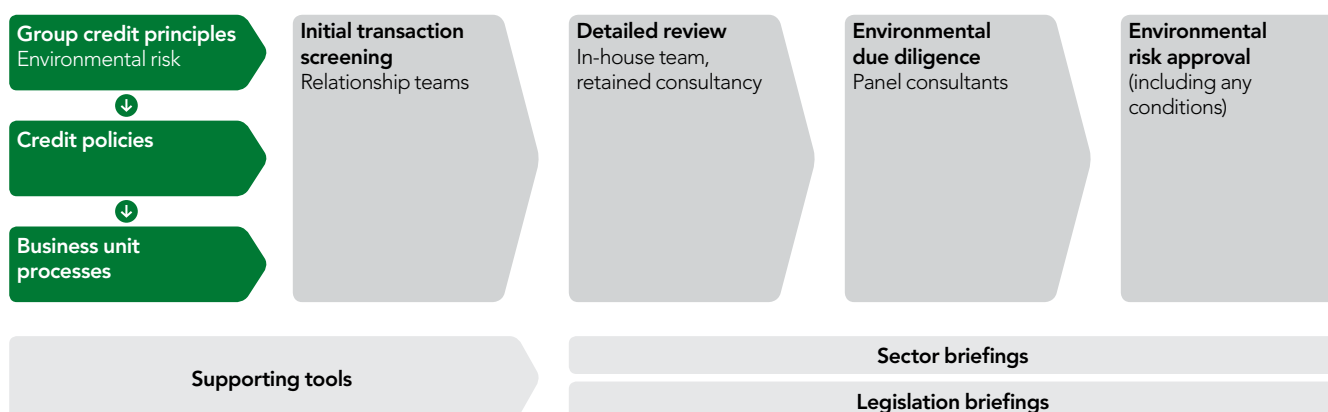 Group credit principles
Environmental risk
Credit policies
Business unit
processes
Initial transaction
screening
Relationship teams
Detailed review
In-house team,
retained consultancy
Environmental
due diligence
Panel consultants
Environmental
risk approval
(including any
conditions)
Supporting tools
Sector briefings
Legislation briefings